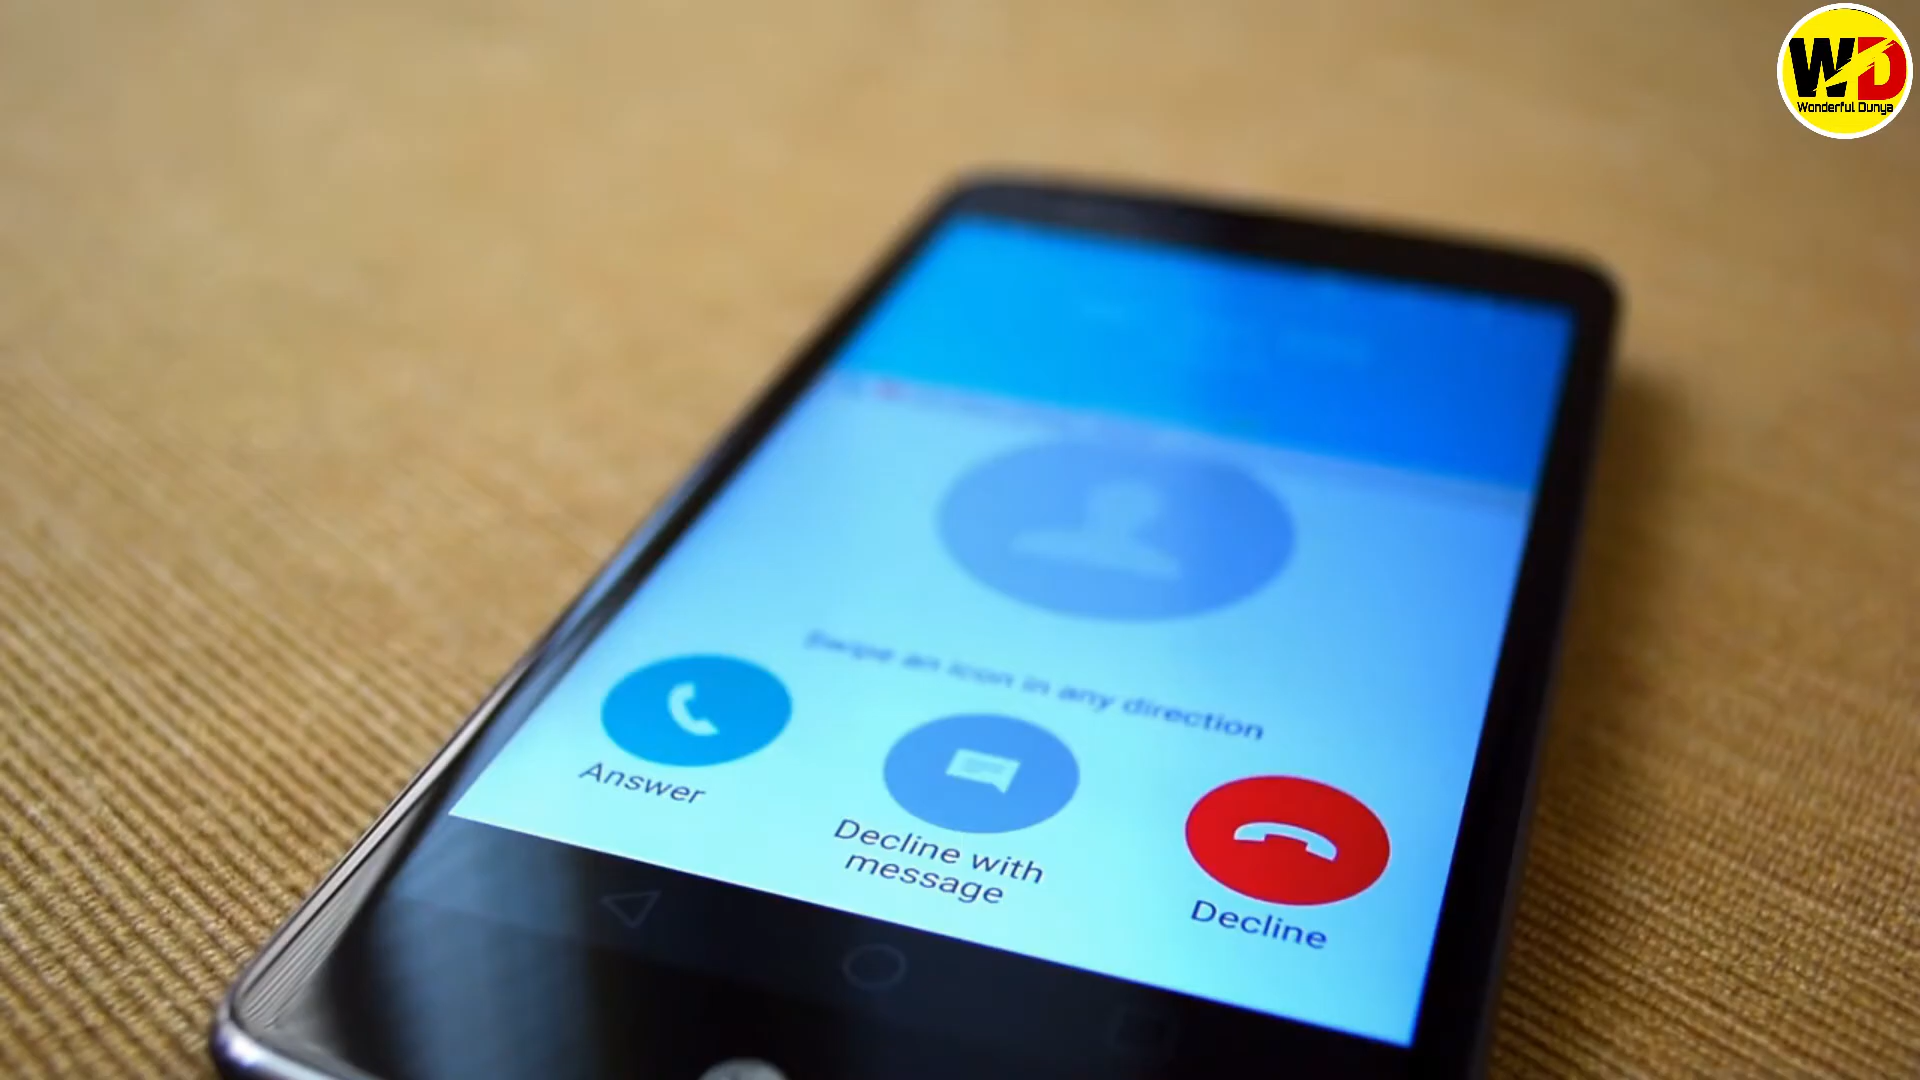 WD
Wonderful Dunya
Swipe an icon in any direction
Answer
Decline with
message
Decline